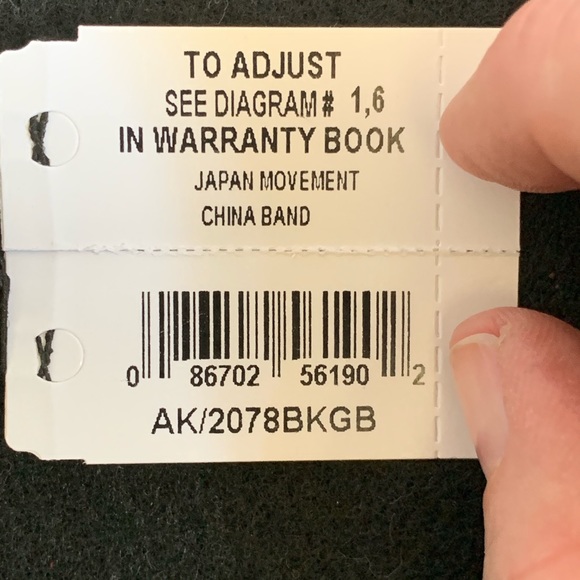 TO ADJUST
SEE DIAGRAM# 1,6
IN WARRANTY BOOK
JAPAN MOVEMENT
CHINA BAND
0 86702 56190 2
AK/2078BKGB